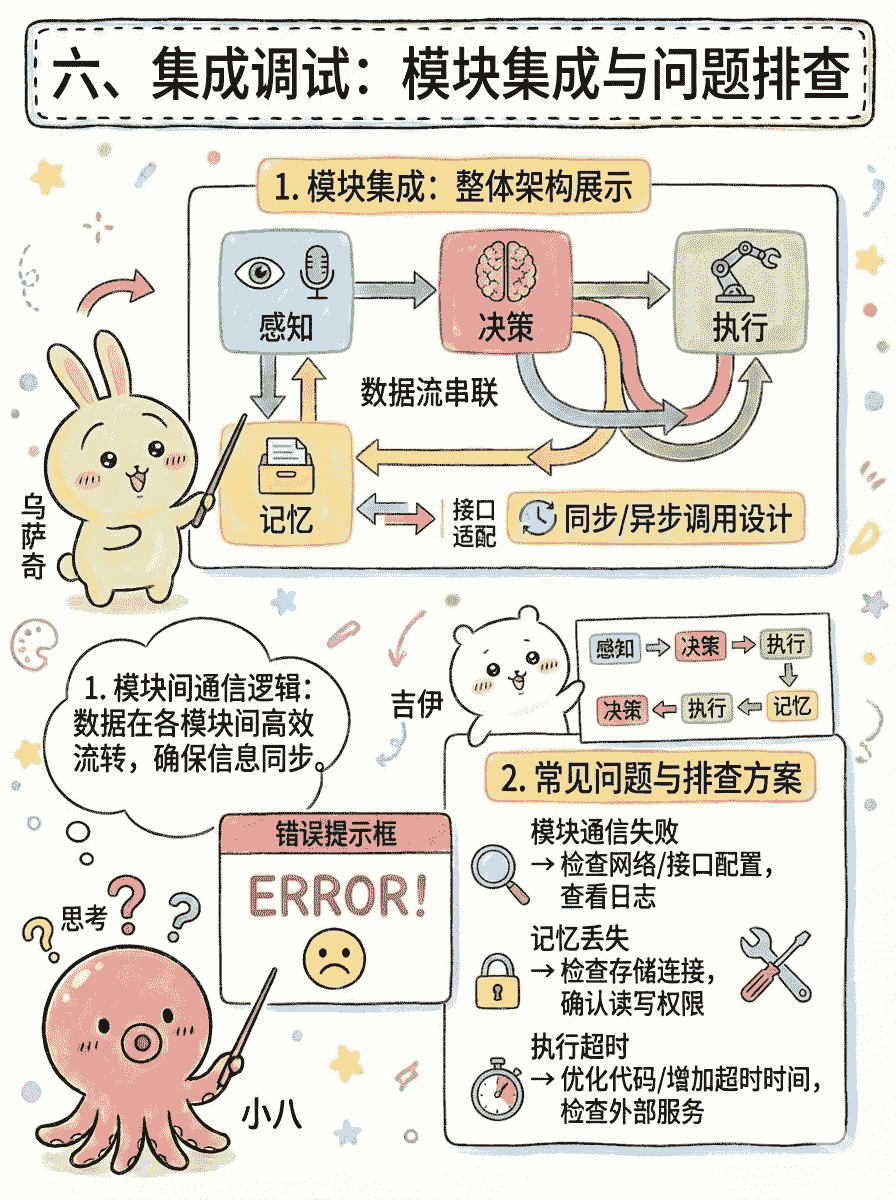 六、集成调试：模块集成与问题排查
1. 模块集成：整体架构展示
感知
决策
执行
数据流串联
记忆
接口
适配
同步/异步调用设计
乌萨奇
1. 模块间通信逻辑：
数据在各模块间高效
流转，确保信息同步。
吉伊
感知
决策
执行
决策
执行
记忆
2. 常见问题与排查方案
模块通信失败
→ 检查网络/接口配置，
查看日志
记忆丢失
→ 检查存储连接，
确认读写权限
执行超时
→ 优化代码/增加超时时间，
检查外部服务
错误提示框
ERROR!
? 思考 ? ?
小八